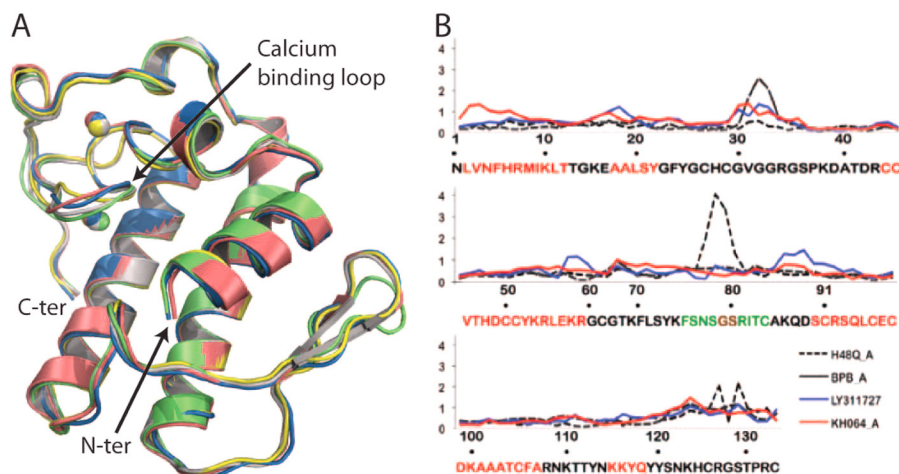 A
Calcium
binding loop
C-ter
N-ter
B
4
3
2
1
0
1 10 20 30 40
NLVNFHRMIKLTTGKEAALSYGFYGCHCGVGGRGSPKDATDRCC
4
3
2
1
0
50 60 70 80 91
VTHDCCYKRLEKRGCGTKFLSYKFSNSGSRITCAKQDSCRSQLCEC
4
3
2
1
0
100 110 120 130
DKAAATCFARNKTTYNKKYQYYSNKHCRGSTPRC
H48Q_A
BPB_A
LY311727
KH064_A